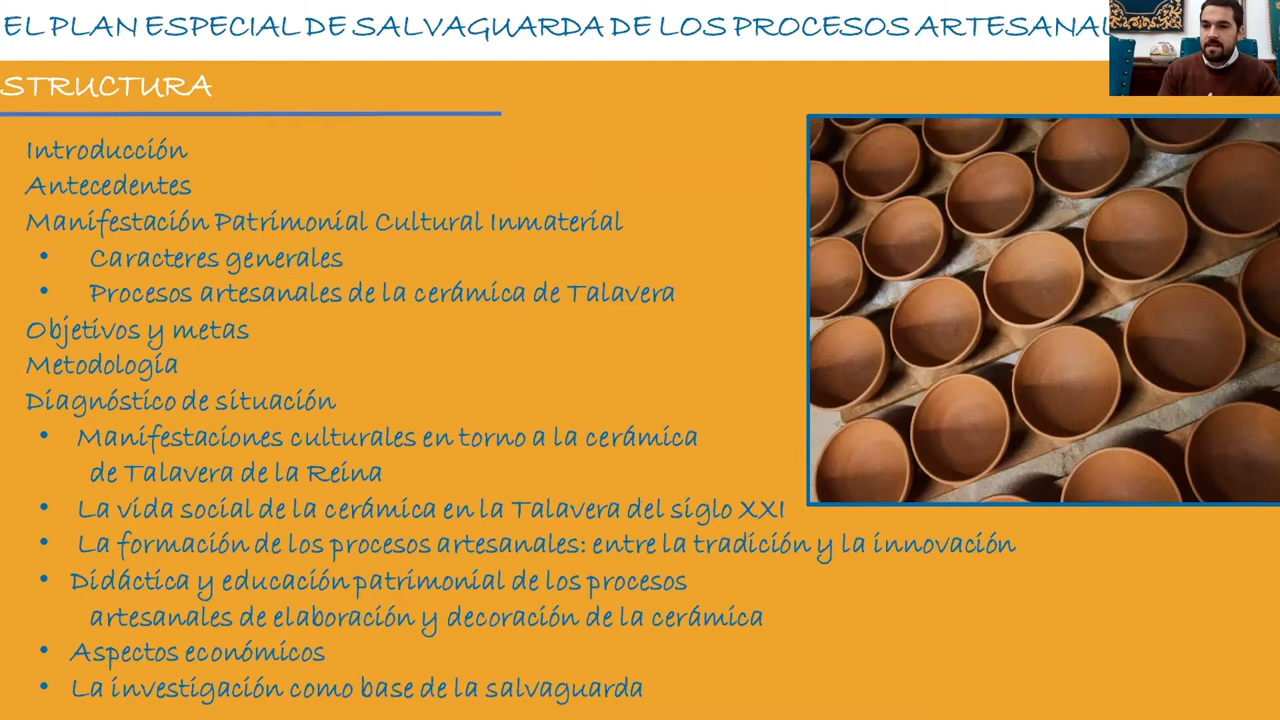 EL PLAN ESPECIAL DE SALVAGUARDA DE LOS PROCESOS ARTESANAL
STRUCTURA
Introducción
Antecedentes
Manifestación Patrimonial Cultural Inmaterial
• Caracteres generales
• Procesos artesanales de la cerámica de Talavera
Objetivos y metas
Metodología
Diagnóstico de situación
• Manifestaciones culturales en torno a la cerámica
de Talavera de la Reina
• La vida social de la cerámica en la Talavera del siglo XXI
• La formación de los procesos artesanales: entre la tradición y la innovación
• Didáctica y educación patrimonial de los procesos
artesanales de elaboración y decoración de la cerámica
• Aspectos económicos
• La investigación como base de la salvaguarda